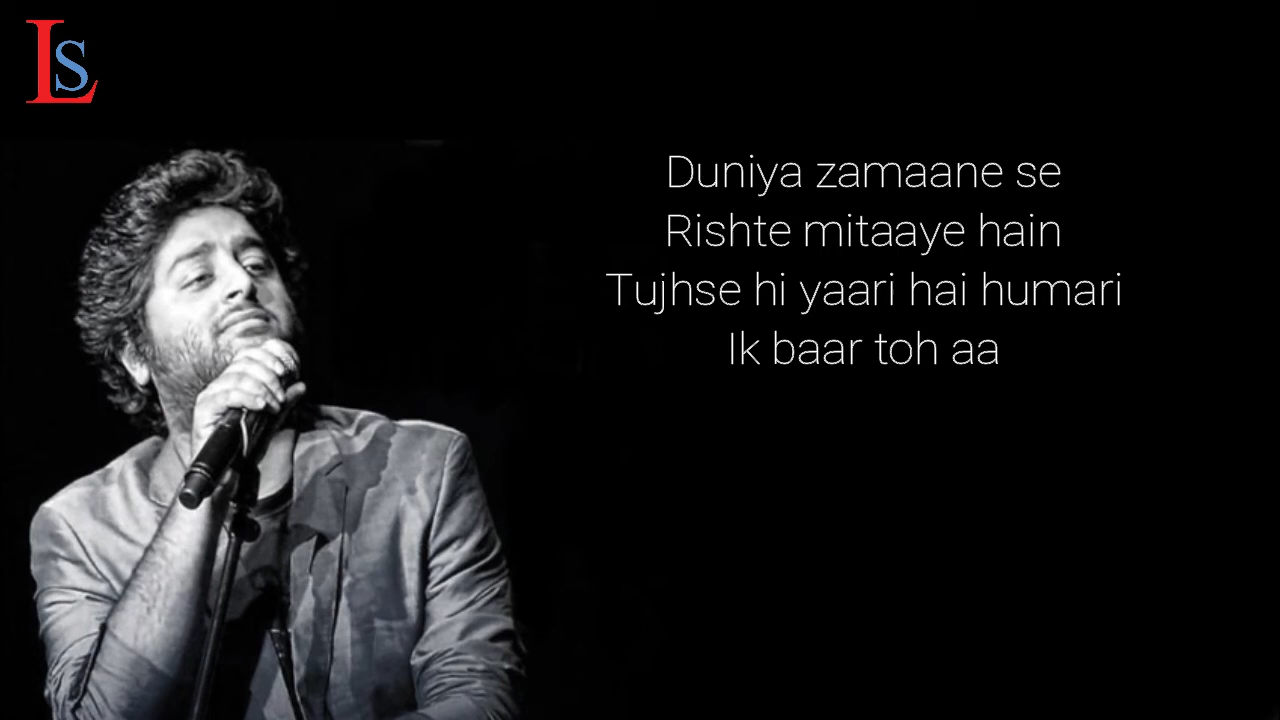 LS
Duniya zamaane se
Rishte mitaaye hain
Tujhse hi yaari hai humari
Ik baar toh aa